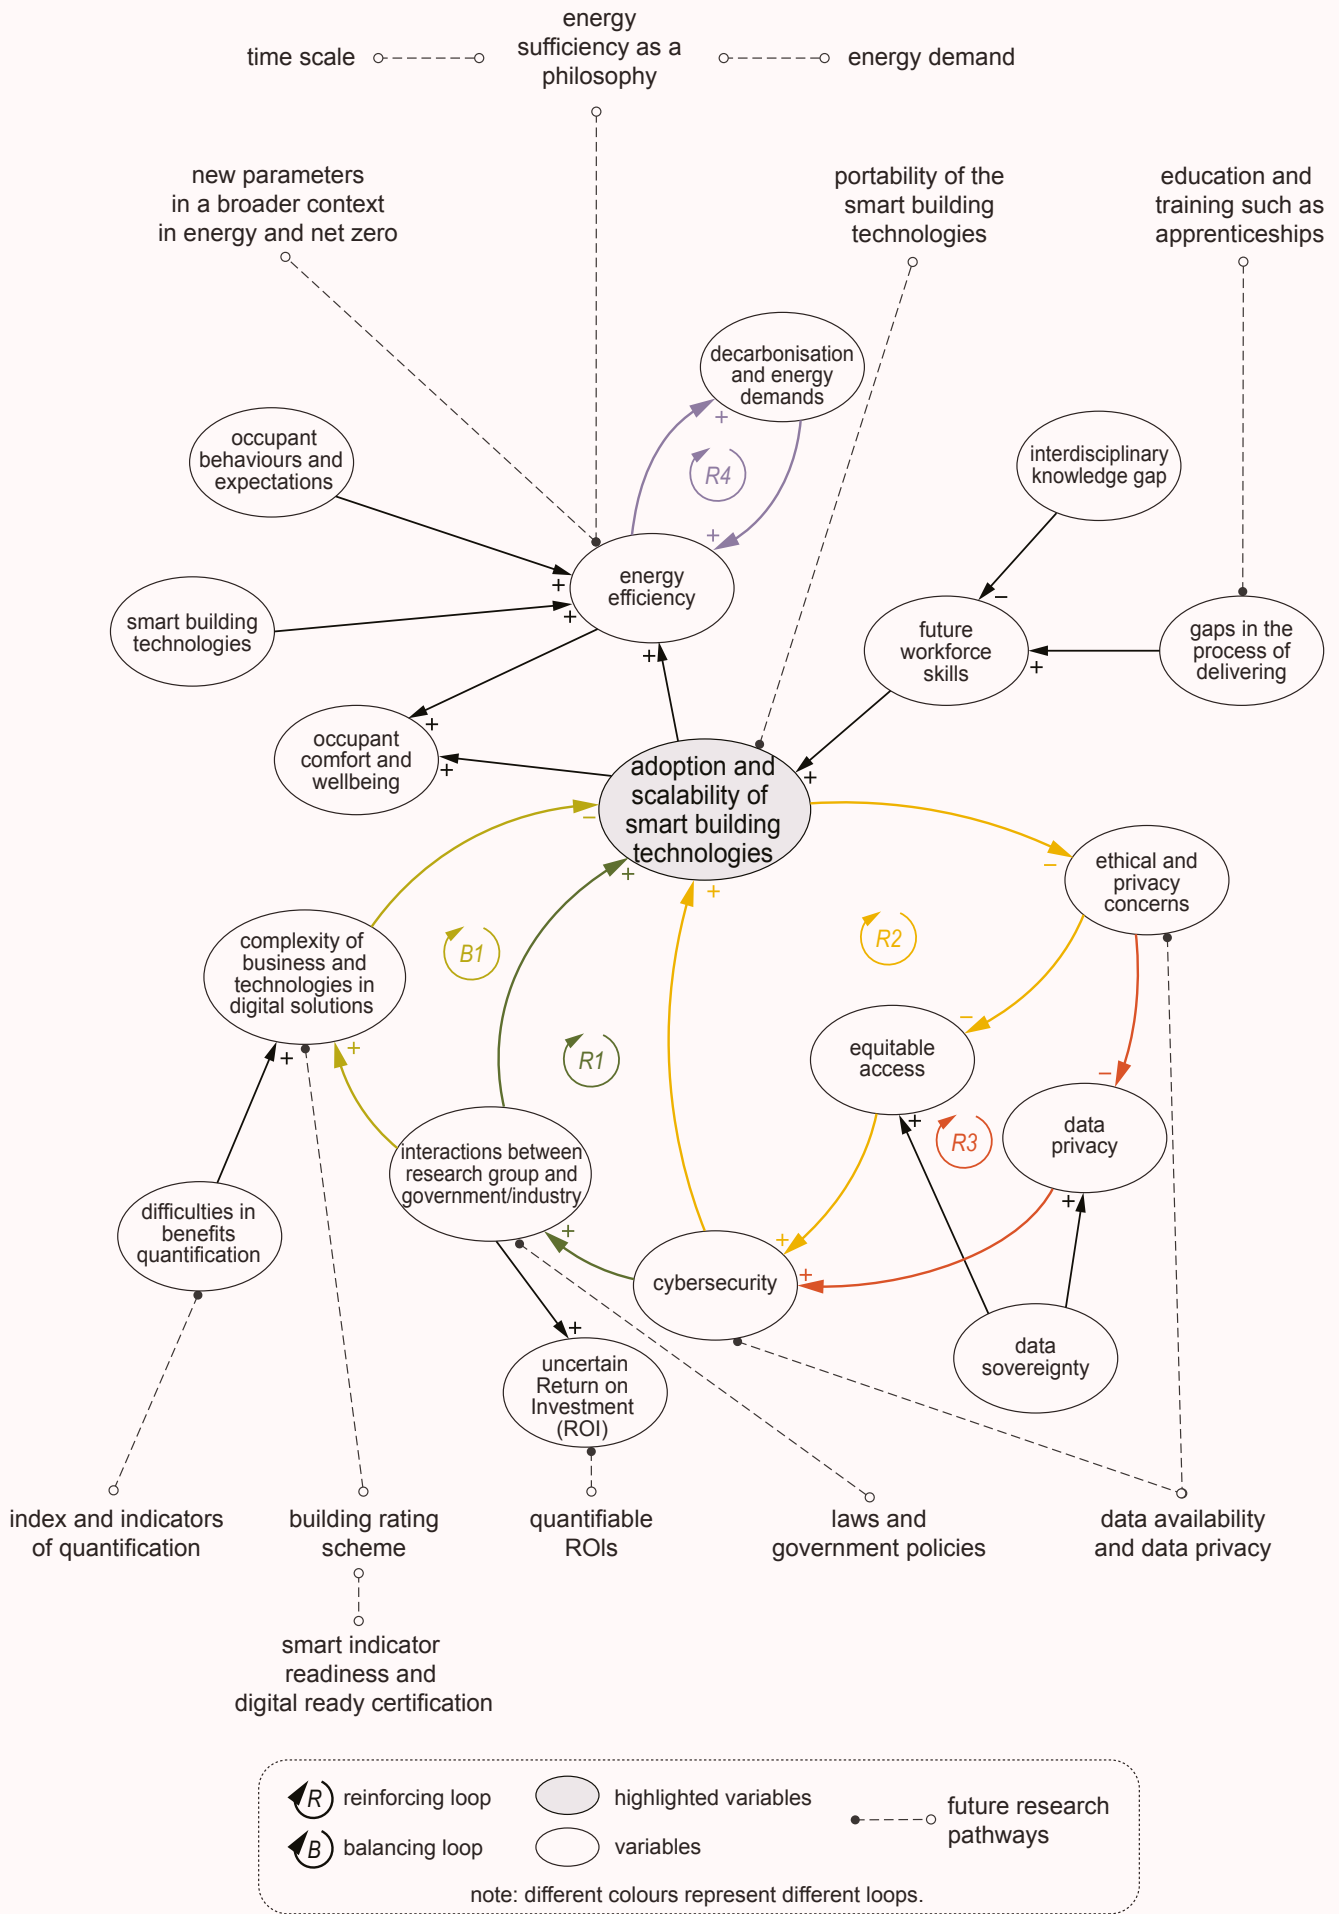 energy
sufficiency as a
philosophy
time scale
energy demand
new parameters
in a broader context
in energy and net zero
portability of the
smart building
technologies
education and
training such as
apprenticeships
decarbonisation
and energy
demands
+
R4
+
occupant
behaviours and
expectations
+
interdisciplinary
knowledge gap
−
energy
efficiency
smart building
technologies
+
+
future
workforce
skills
+
gaps in the
process of
delivering
occupant
comfort and
wellbeing
+
+
adoption and
scalability of
smart building
technologies
+
−
+
+
−
ethical and
privacy
concerns
complexity of
business and
technologies in
digital solutions
B1
R2
+
+
R1
−
equitable
access
+
R3
−
data
privacy
+
interactions between
research group and
government/industry
+
difficulties in
benefits
quantification
cybersecurity
+
+
data
sovereignty
+
uncertain
Return on
Investment
(ROI)
index and indicators
of quantification
building rating
scheme
quantifiable
ROIs
laws and
government policies
data availability
and data privacy
smart indicator
readiness and
digital ready certification
R reinforcing loop
B balancing loop
highlighted variables
variables
future research
pathways
note: different colours represent different loops.